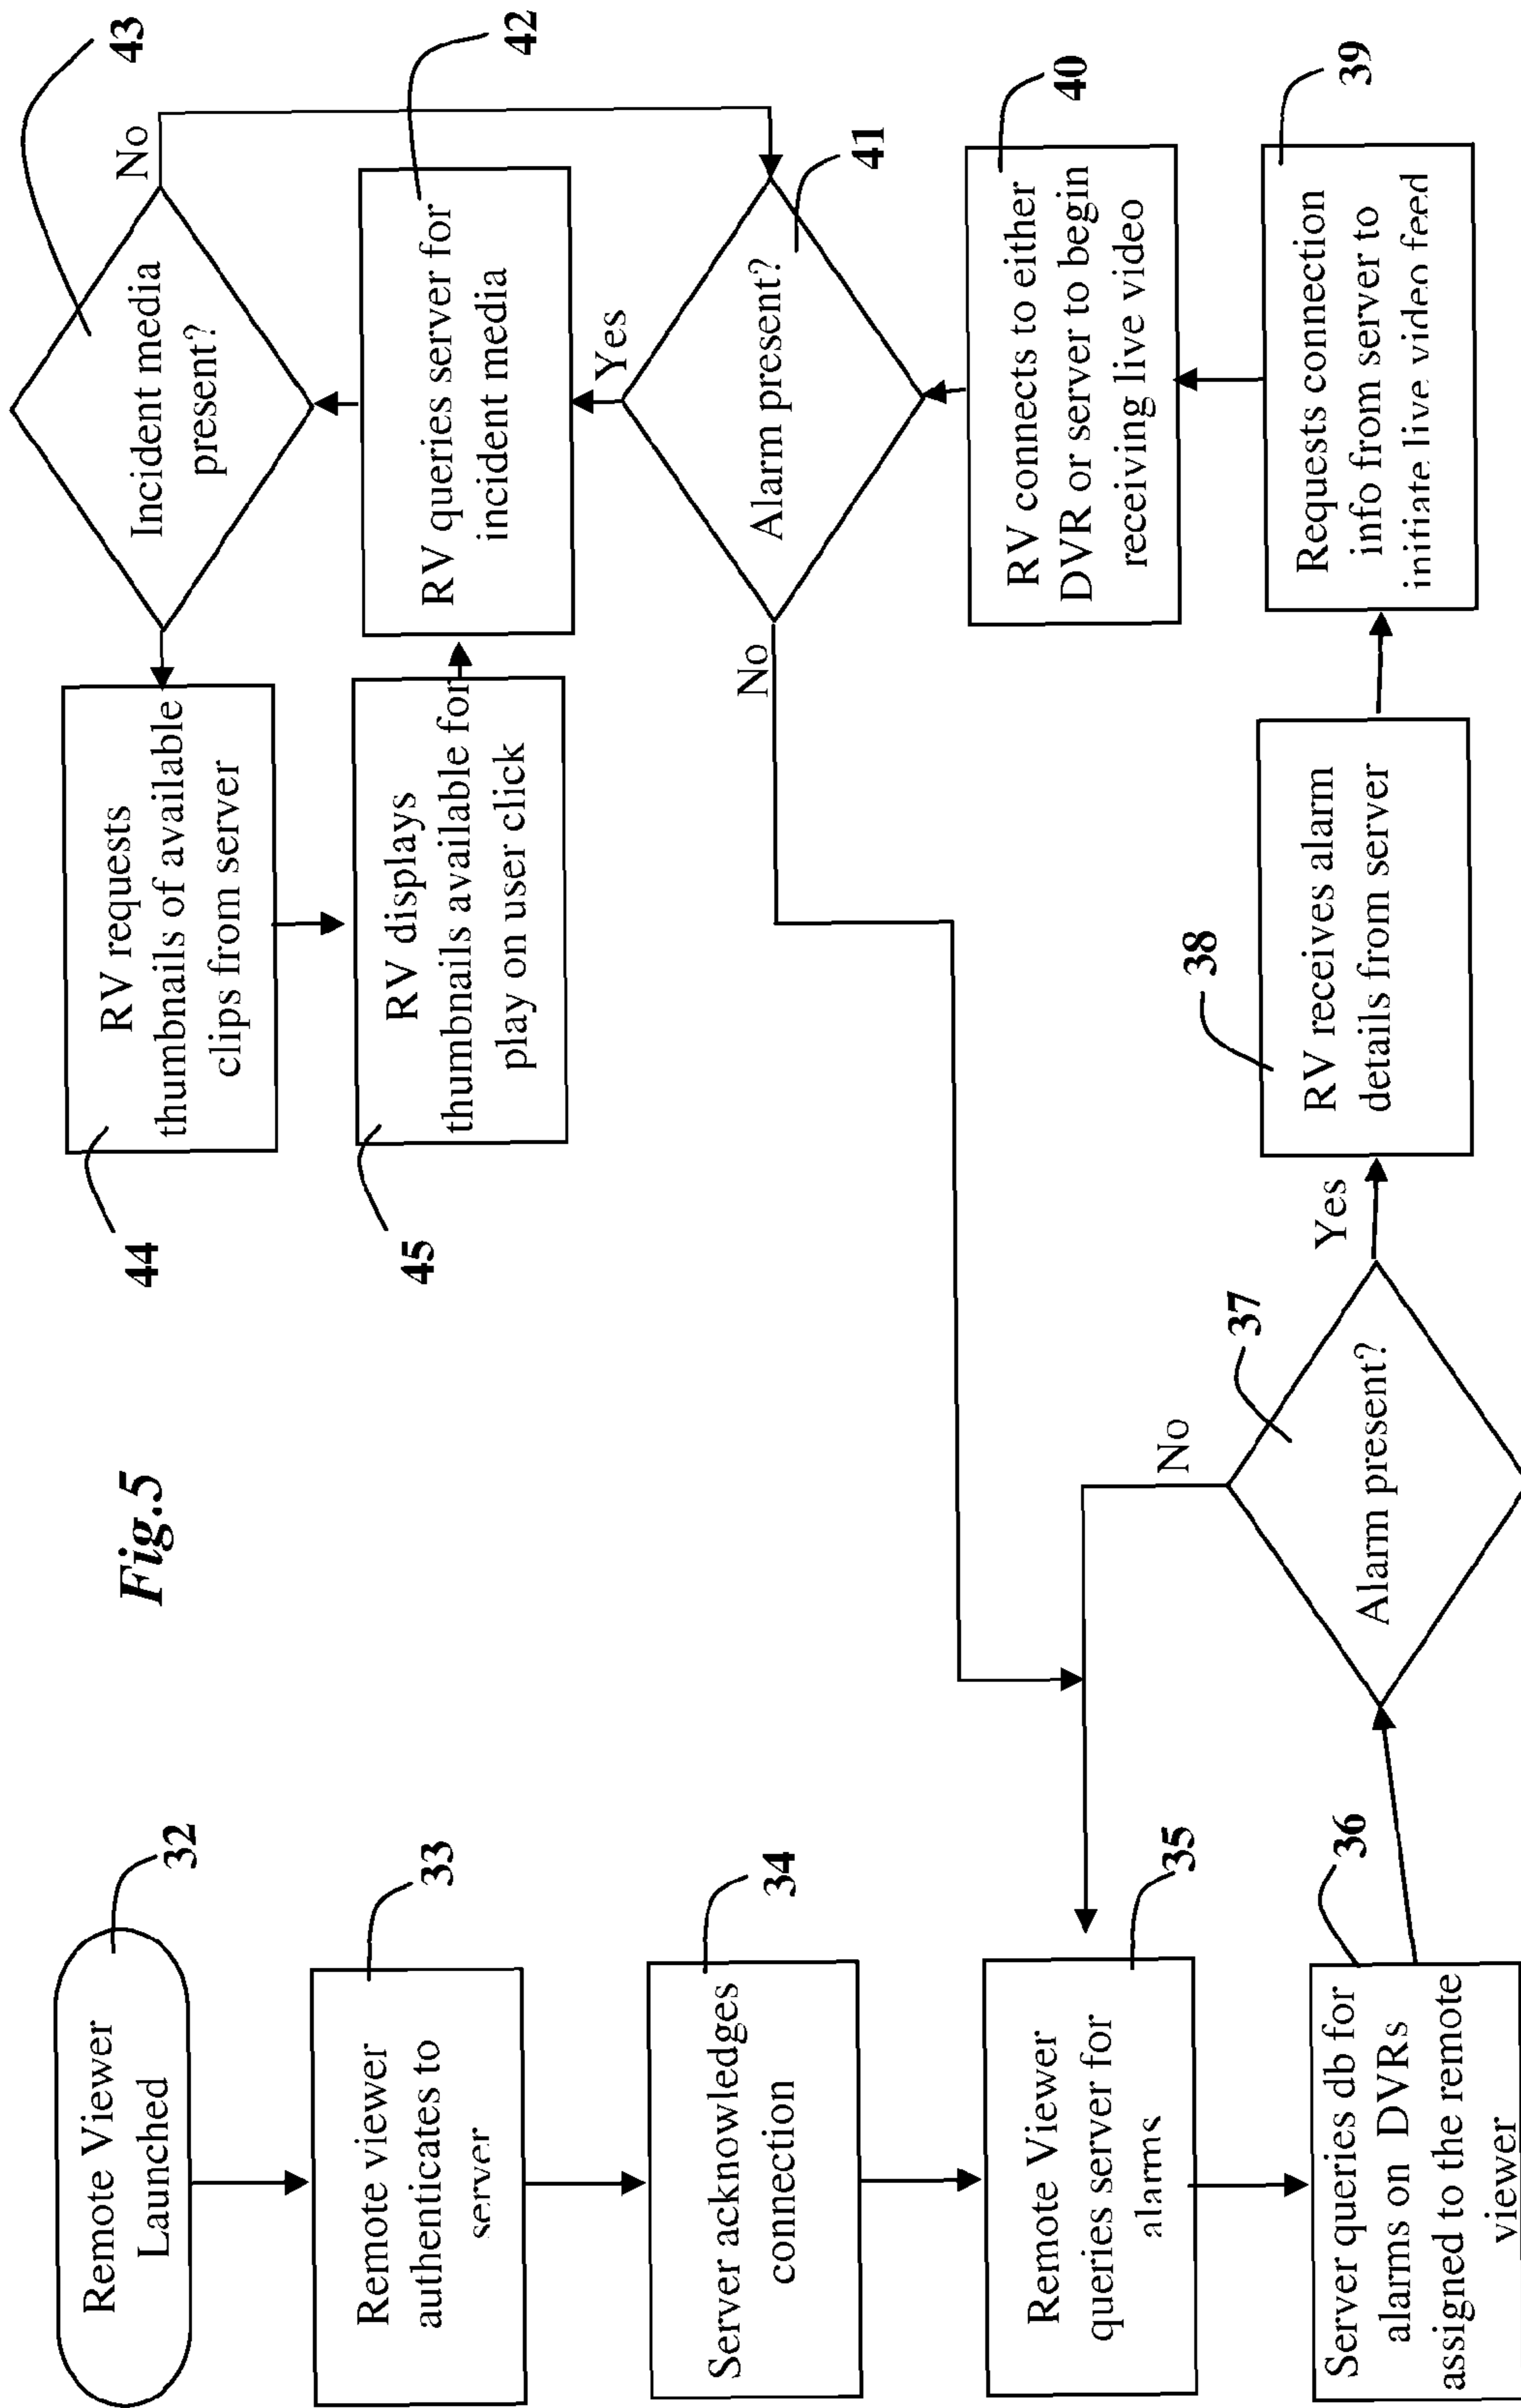 Fig.5
Remote Viewer
Launched
32
Remote viewer
authenticates to
server
33
Server acknowledges
connection
34
Remote Viewer
queries server for
alarms
35
Server queries db for
alarms on DVRs
assigned to the remote
viewer
36
Alarm present?
37
No
Yes
RV receives alarm
details from server
38
Requests connection
info from server to
initiate live video feed
39
RV connects to either
DVR or server to begin
receiving live video
40
Alarm present?
41
No
Yes
RV queries server for
incident media
42
Incident media
present?
43
No
RV requests
thumbnails of available
clips from server
44
RV displays
thumbnails available for
play on user click
45